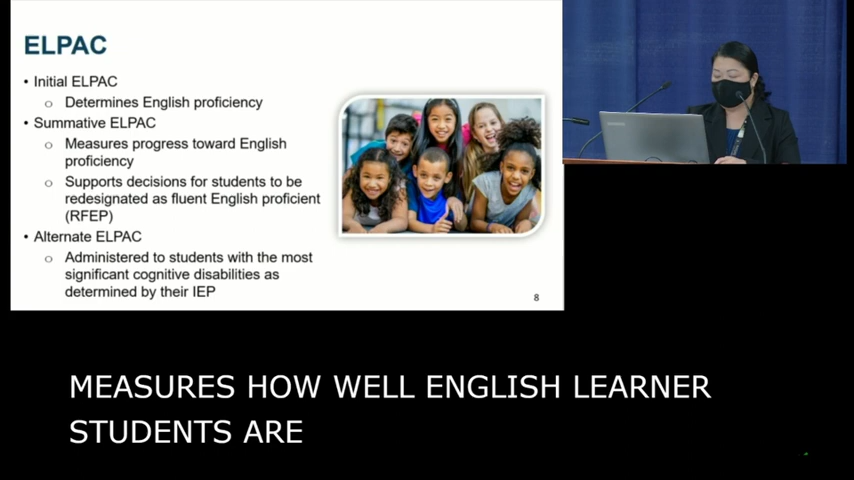 ELPAC
• Initial ELPAC
o Determines English proficiency
• Summative ELPAC
o Measures progress toward English
proficiency
o Supports decisions for students to be
redesignated as fluent English proficient
(RFEP)
• Alternate ELPAC
o Administered to students with the most
significant cognitive disabilities as
determined by their IEP
8
MEASURES HOW WELL ENGLISH LEARNER
STUDENTS ARE